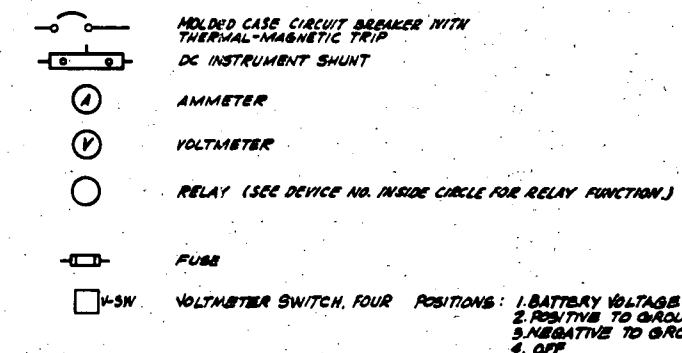 MOLDED CASE CIRCUIT BREAKER WITH
THERMAL-MAGNETIC TRIP
DC INSTRUMENT SHUNT
A AMMETER
V VOLTMETER
RELAY (SEE DEVICE NO. INSIDE CIRCLE FOR RELAY FUNCTION.)
FUSE
V-SW VOLTMETER SWITCH, FOUR POSITIONS: 1. BATTERY VOLTAGE
2. POSITIVE TO GROU
3. NEGATIVE TO GRO
4. OFF